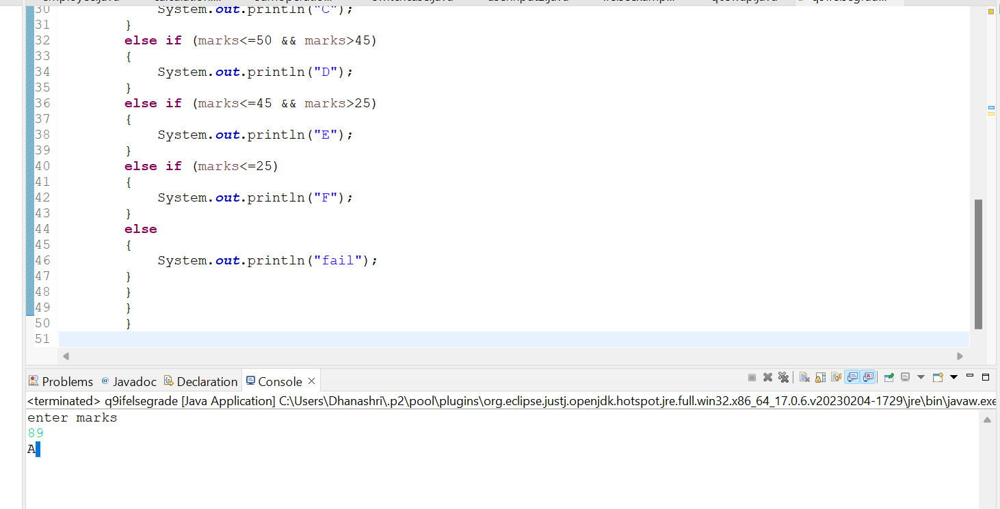 30 System.out.println("C");
31 }
32 else if (marks<=50 && marks>45)
33 {
34 System.out.println("D");
35 }
36 else if (marks<=45 && marks>25)
37 {
38 System.out.println("E");
39 }
40 else if (marks<=25)
41 {
42 System.out.println("F");
43 }
44 else
45 {
46 System.out.println("fail");
47 }
48 }
49 }
50 }
51
Problems @ Javadoc Declaration Console ×
<terminated> q9ifelsegrade [Java Application] C:\Users\Dhanashri\.p2\pool\plugins\org.eclipse.justj.openjdk.hotspot.jre.full.win32.x86_64_17.0.6.v20230204-1729\jre\bin\javaw.exe
enter marks
89
A